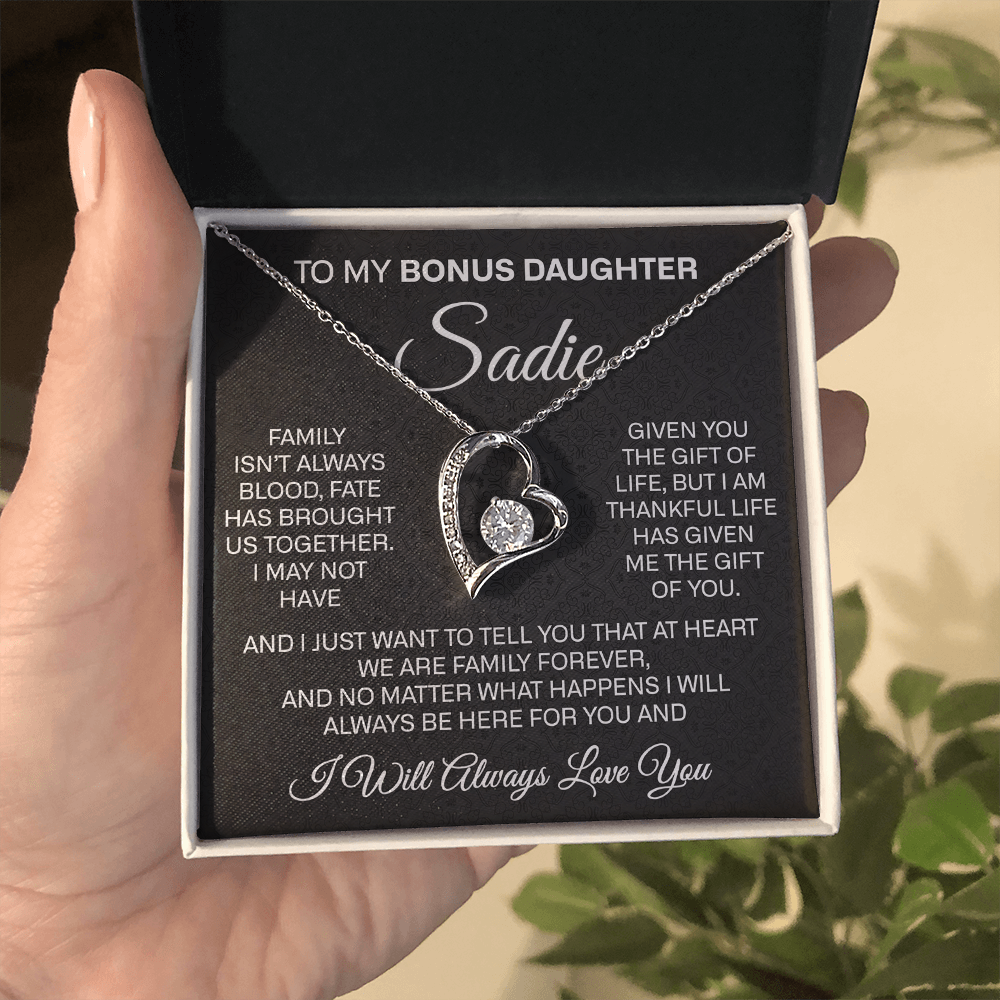 TO MY BONUS DAUGHTER
Sadie
FAMILY
ISN'T ALWAYS
BLOOD, FATE
HAS BROUGHT
US TOGETHER.
I MAY NOT
HAVE
GIVEN YOU
THE GIFT OF
LIFE, BUT I AM
THANKFUL LIFE
HAS GIVEN
ME THE GIFT
OF YOU.
AND I JUST WANT TO TELL YOU THAT AT HEART
WE ARE FAMILY FOREVER,
AND NO MATTER WHAT HAPPENS I WILL
ALWAYS BE HERE FOR YOU AND
I Will Always Love You